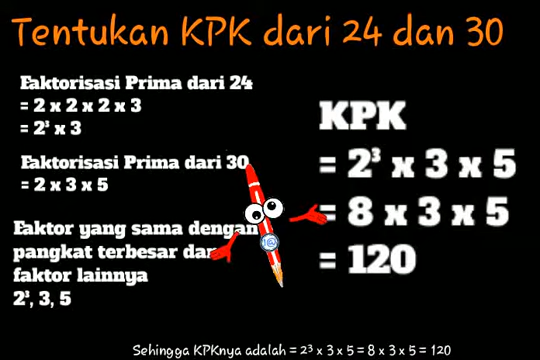 Tentukan KPK dari 24 dan 30
Faktorisasi Prima dari 24
= 2 x 2 x 2 x 3
= 2³ x 3
Faktorisasi Prima dari 30
= 2 x 3 x 5
Faktor yang sama dengan
pangkat terbesar dan
faktor lainnya
2³, 3, 5
KPK
= 2³ x 3 x 5
= 8 x 3 x 5
= 120
Sehingga KPKnya adalah = 2³ x 3 x 5 = 8 x 3 x 5 = 120